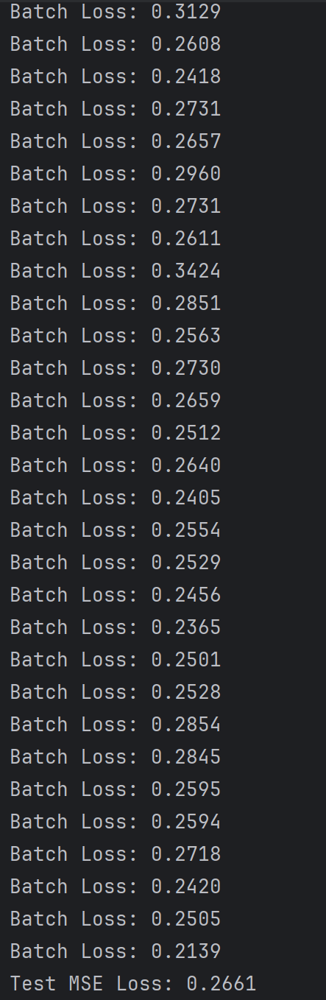 Batch Loss: 0.3129
Batch Loss: 0.2608
Batch Loss: 0.2418
Batch Loss: 0.2731
Batch Loss: 0.2657
Batch Loss: 0.2960
Batch Loss: 0.2731
Batch Loss: 0.2611
Batch Loss: 0.3424
Batch Loss: 0.2851
Batch Loss: 0.2563
Batch Loss: 0.2730
Batch Loss: 0.2659
Batch Loss: 0.2512
Batch Loss: 0.2640
Batch Loss: 0.2405
Batch Loss: 0.2554
Batch Loss: 0.2529
Batch Loss: 0.2456
Batch Loss: 0.2365
Batch Loss: 0.2501
Batch Loss: 0.2528
Batch Loss: 0.2854
Batch Loss: 0.2845
Batch Loss: 0.2595
Batch Loss: 0.2594
Batch Loss: 0.2718
Batch Loss: 0.2420
Batch Loss: 0.2505
Batch Loss: 0.2139
Test MSE Loss: 0.2661